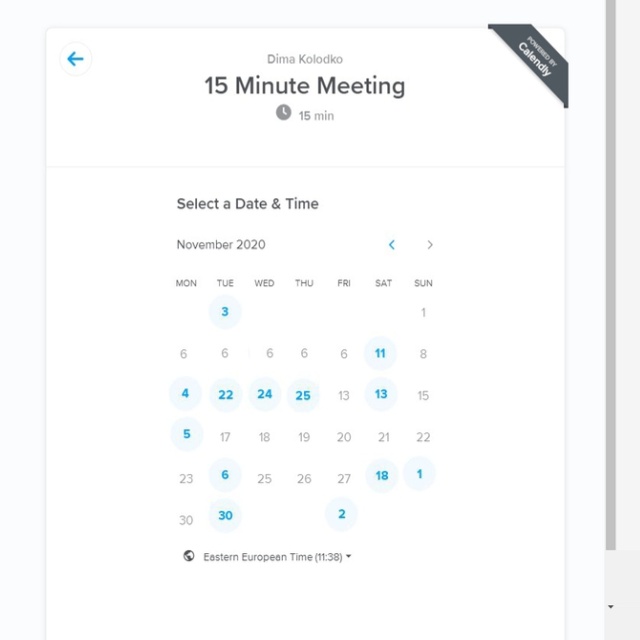 POWERED BY
Calendly
Dima Kolodko
15 Minute Meeting
15 min
Select a Date & Time
November 2020
MON TUE WED THU FRI SAT SUN
3 1
6 6 6 6 6 11 8
4 22 24 25 13 13 15
5 17 18 19 20 21 22
23 6 25 26 27 18 1
30 30 2
Eastern European Time (11:38)